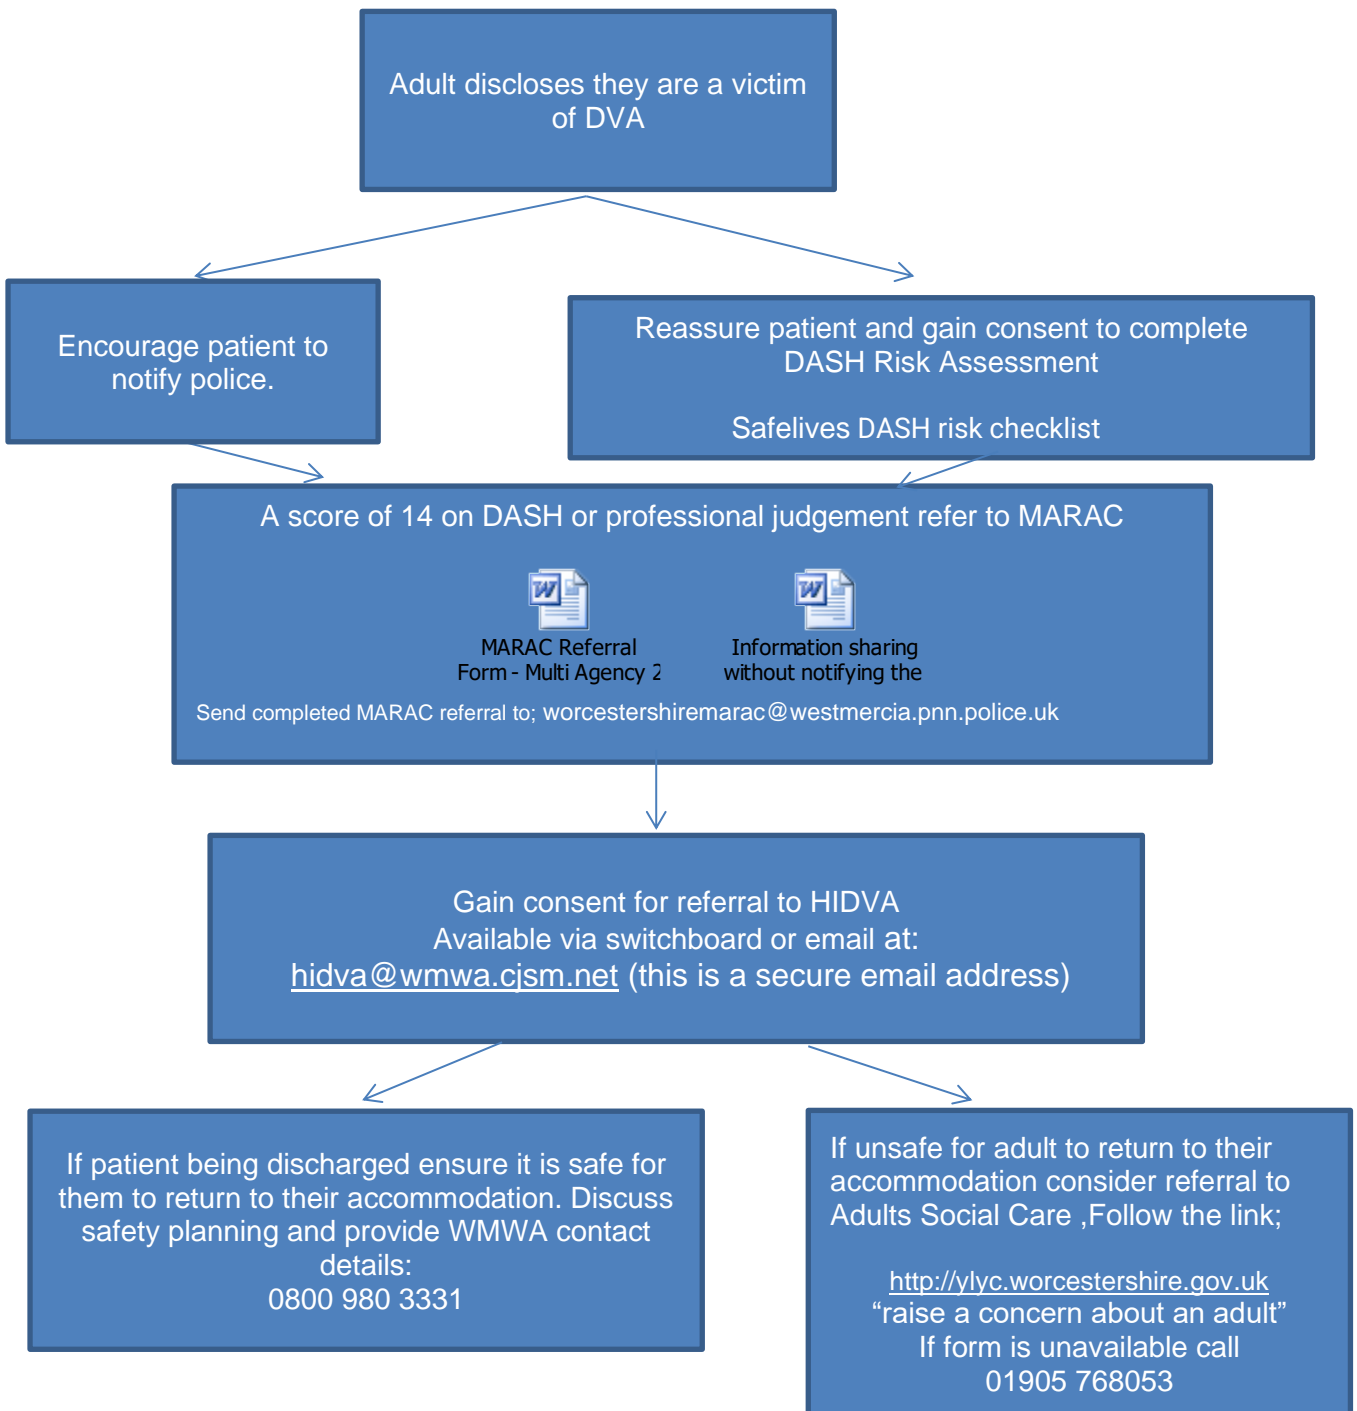 Adult discloses they are a victim
of DVA
Encourage patient to
notify police.
Reassure patient and gain consent to complete
DASH Risk Assessment
Safelives DASH risk checklist
A score of 14 on DASH or professional judgement refer to MARAC
MARAC Referral
Form - Multi Agency 2
Information sharing
without notifying the
Send completed MARAC referral to; worcestershiremarac@westmercia.pnn.police.uk
Gain consent for referral to HIDVA
Available via switchboard or email at:
hidva@wmwa.cjsm.net (this is a secure email address)
If patient being discharged ensure it is safe for
them to return to their accommodation. Discuss
safety planning and provide WMWA contact
details:
0800 980 3331
If unsafe for adult to return to their
accommodation consider referral to
Adults Social Care ,Follow the link;
http://ylyc.worcestershire.gov.uk
“raise a concern about an adult”
If form is unavailable call
01905 768053